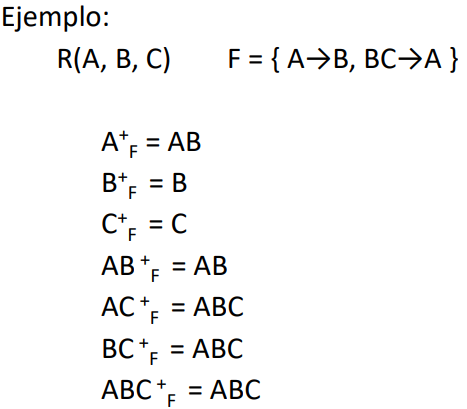 Ejemplo:
R(A, B, C) F = { A→B, BC→A }
A⁺F = AB
B⁺F = B
C⁺F = C
AB⁺F = AB
AC⁺F = ABC
BC⁺F = ABC
ABC⁺F = ABC